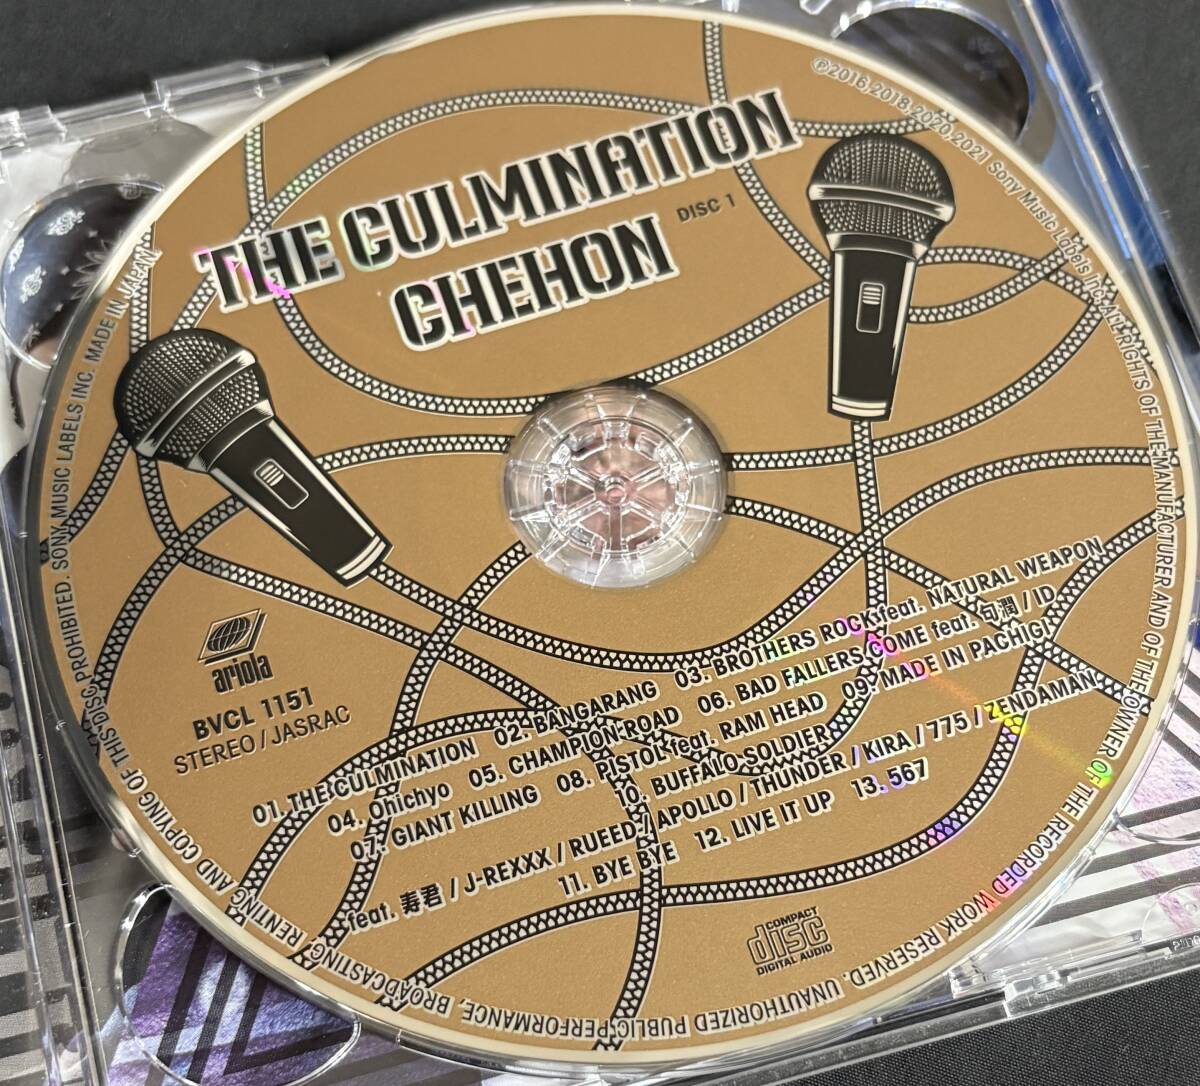 THE CULMINATION
CHEHON
DISC 1
ariola
BVCL 1151
STEREO / JASRAC
01. THE CULMINATION 02. BANGARANG 03. BROTHERS ROCK feat. NATURAL WEAPON
04. Ohichyo 05. CHAMPION ROAD 06. BAD FALLERS COME feat. 句潤 / ID
07. GIANT KILLING 08. PISTOL feat. RAM HEAD 09. MADE IN PACHIGI
10. BUFFALO SOLDIER
feat. 寿君 / J-REXXX / RUEED / APOLLO / THUNDER / KIRA / 775 / ZENDAMAN
11. BYE BYE 12. LIVE IT UP 13. 567
COMPACT
disc
DIGITAL AUDIO
℗2016,2018,2020,2021 Sony Music Labels Inc. ALL RIGHTS OF THE MANUFACTURER AND OF THE OWNER OF THE RECORDED WORK RESERVED. UNAUTHORIZED PUBLIC PERFORMANCE, BROADCASTING, RENTING AND COPYING OF THIS DISC PROHIBITED. SONY MUSIC LABELS INC. MADE IN JAPAN